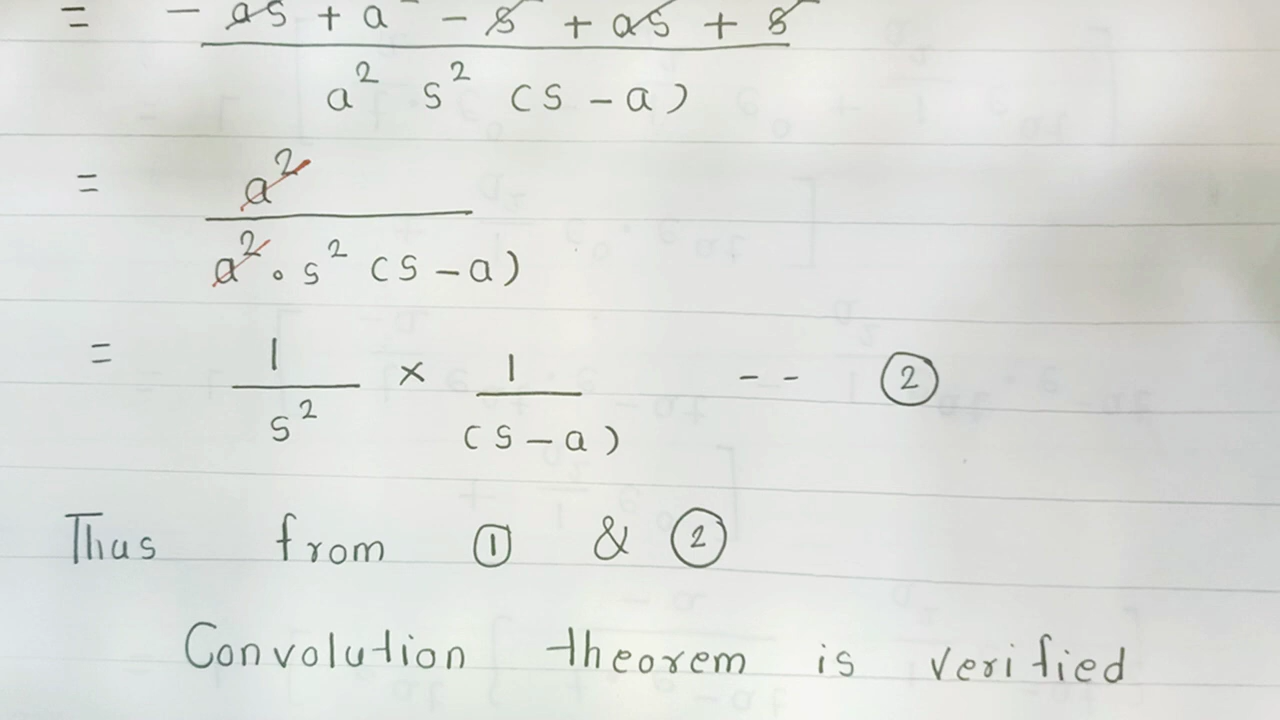 = - as + a - s + as + s
a² s² (s - a)
= a²
a² · s² (s - a)
= 1 × 1 -- ②
s² (s - a)
Thus from ① & ②
Convolution theorem is verified